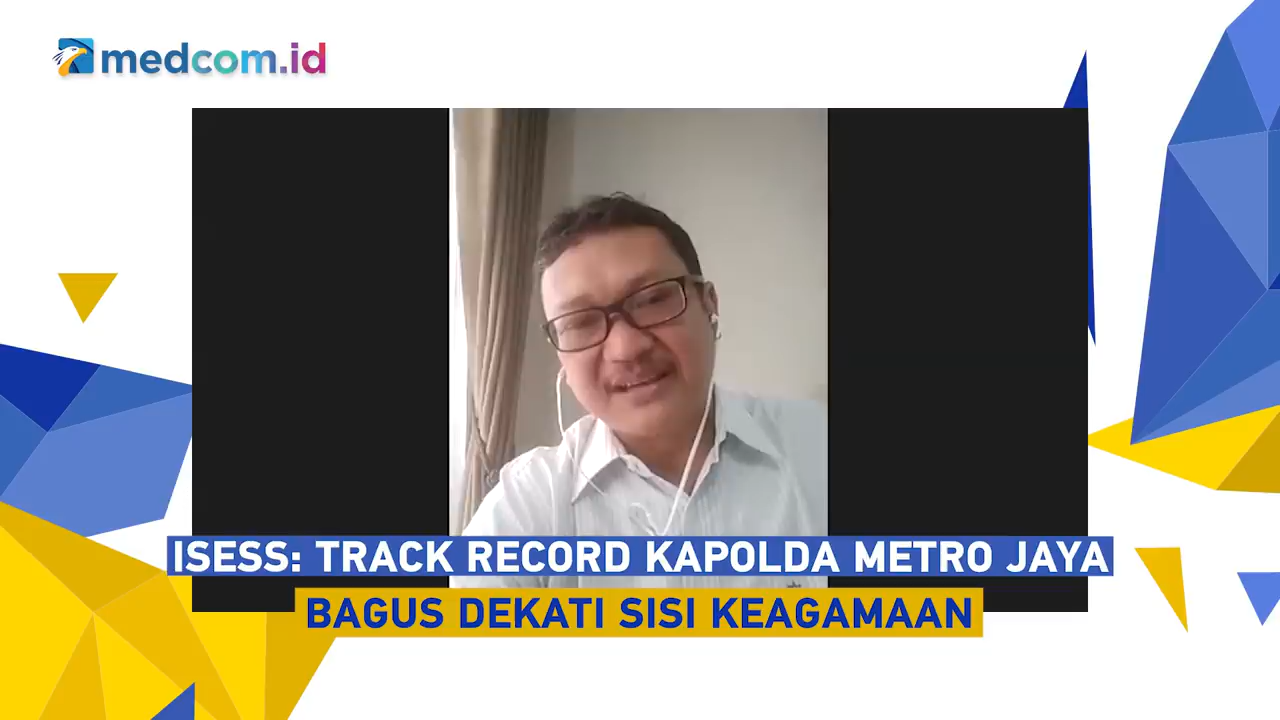 medcom.id
ISESS: TRACK RECORD KAPOLDA METRO JAYA
BAGUS DEKATI SISI KEAGAMAAN